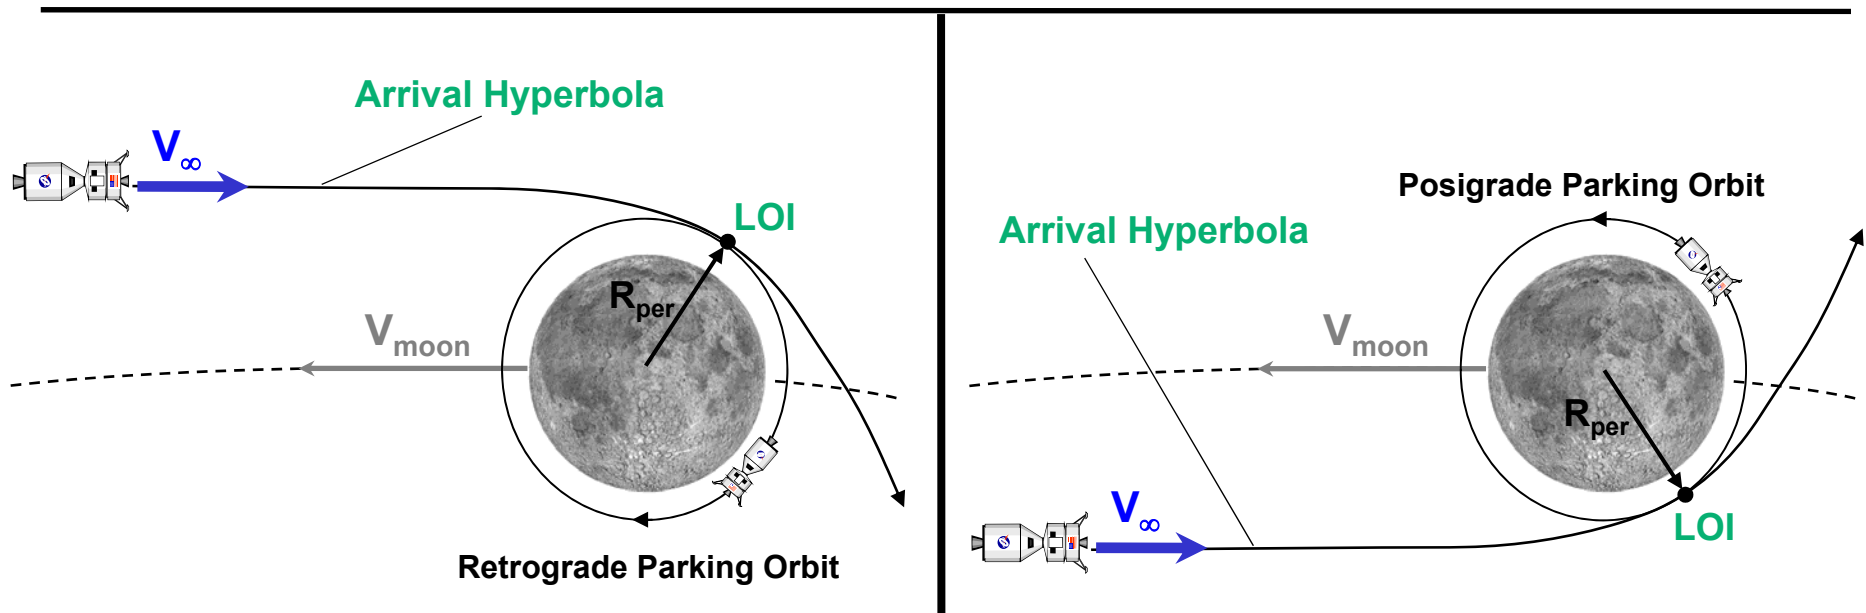 Arrival Hyperbola
V∞
LOI
Rper
Vmoon
Retrograde Parking Orbit
Posigrade Parking Orbit
Arrival Hyperbola
Vmoon
Rper
V∞
LOI